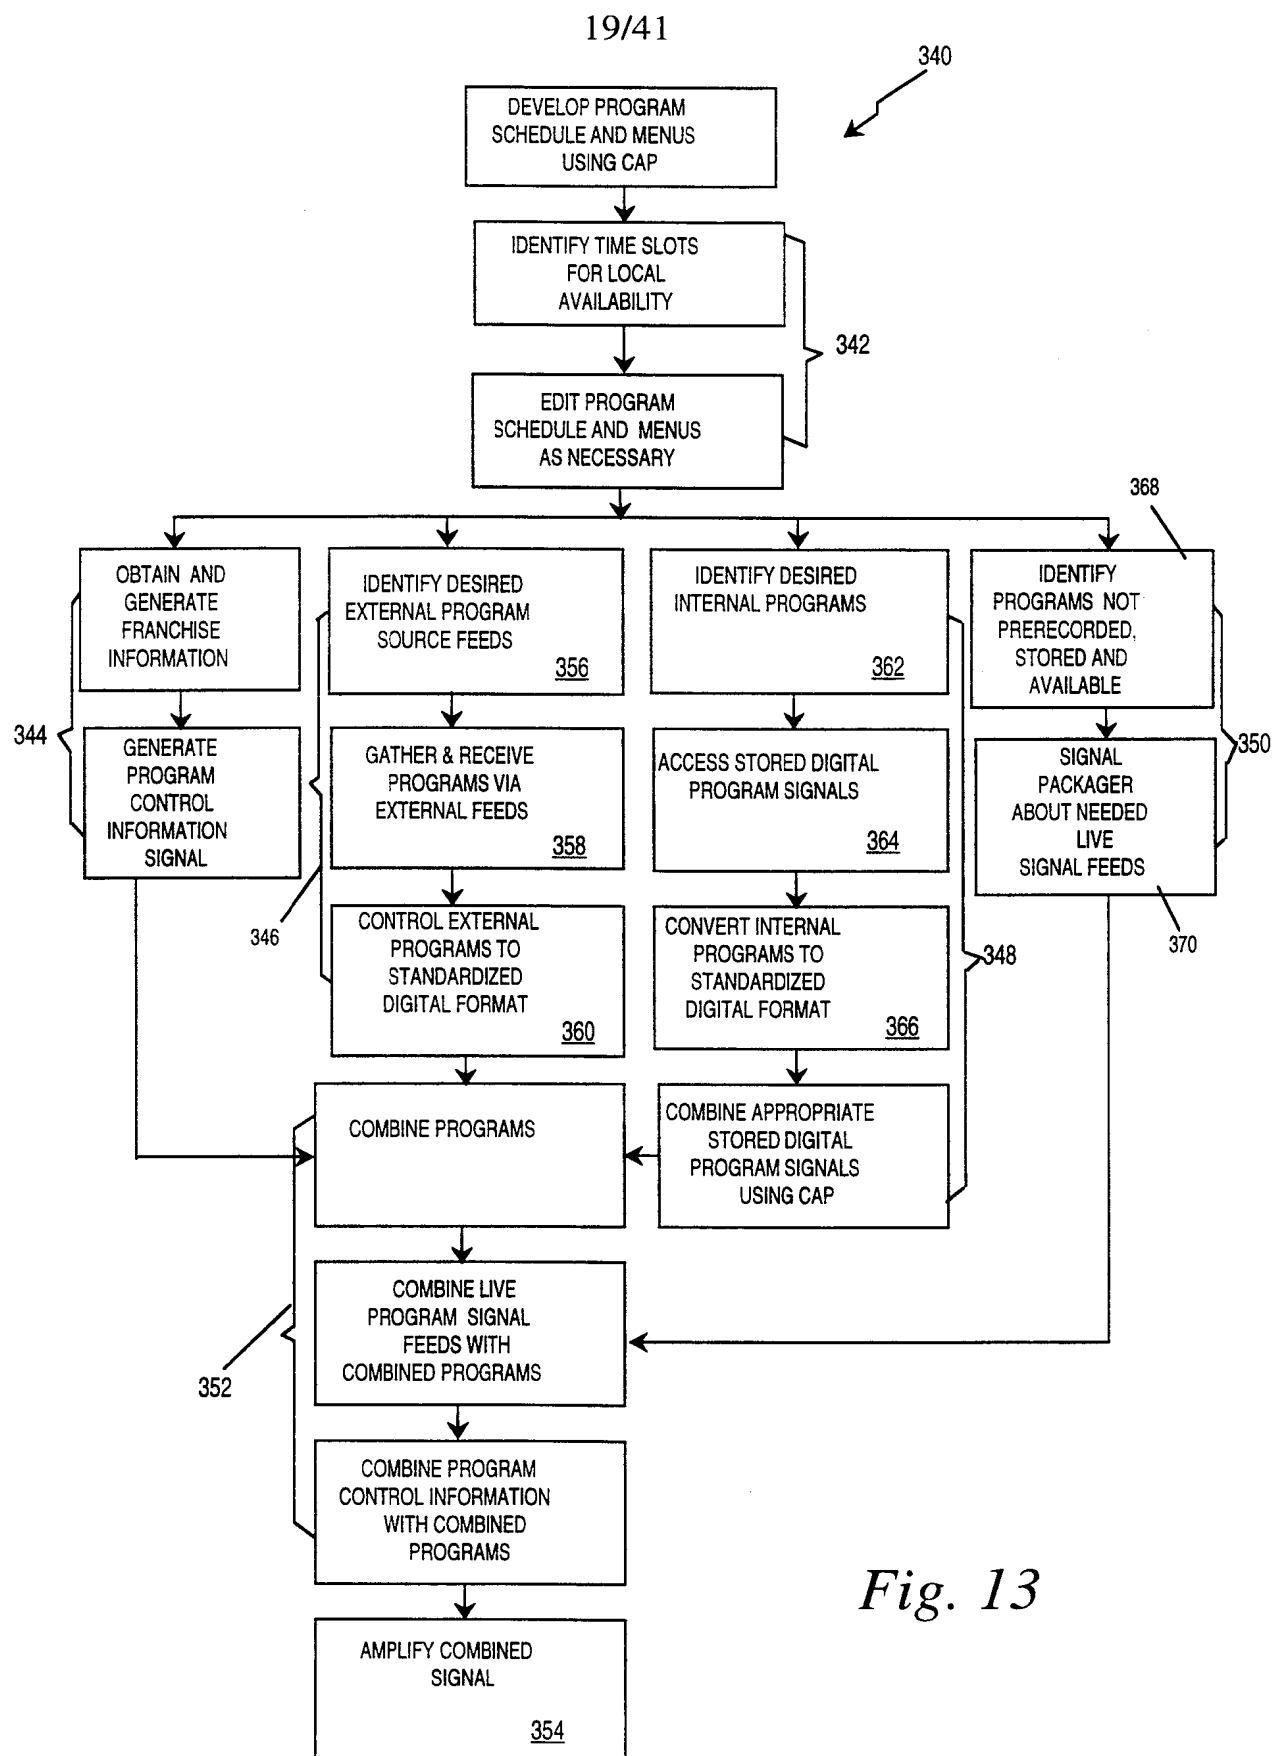 19/41
340
DEVELOP PROGRAM
SCHEDULE AND MENUS
USING CAP
IDENTIFY TIME SLOTS
FOR LOCAL
AVAILABILITY
342
EDIT PROGRAM
SCHEDULE AND MENUS
AS NECESSARY
368
OBTAIN AND
GENERATE
FRANCHISE
INFORMATION
IDENTIFY DESIRED
EXTERNAL PROGRAM
SOURCE FEEDS
356
IDENTIFY DESIRED
INTERNAL PROGRAMS
362
IDENTIFY
PROGRAMS NOT
PRERECORDED,
STORED AND
AVAILABLE
344
350
GENERATE
PROGRAM
CONTROL
INFORMATION
SIGNAL
GATHER & RECEIVE
PROGRAMS VIA
EXTERNAL FEEDS
358
ACCESS STORED DIGITAL
PROGRAM SIGNALS
364
SIGNAL
PACKAGER
ABOUT NEEDED
LIVE
SIGNAL FEEDS
346
370
CONTROL EXTERNAL
PROGRAMS TO
STANDARDIZED
DIGITAL FORMAT
360
CONVERT INTERNAL
PROGRAMS TO
STANDARDIZED
DIGITAL FORMAT
366
348
COMBINE PROGRAMS
COMBINE APPROPRIATE
STORED DIGITAL
PROGRAM SIGNALS
USING CAP
COMBINE LIVE
PROGRAM SIGNAL
FEEDS WITH
COMBINED PROGRAMS
352
COMBINE PROGRAM
CONTROL INFORMATION
WITH COMBINED
PROGRAMS
Fig. 13
AMPLIFY COMBINED
SIGNAL
354